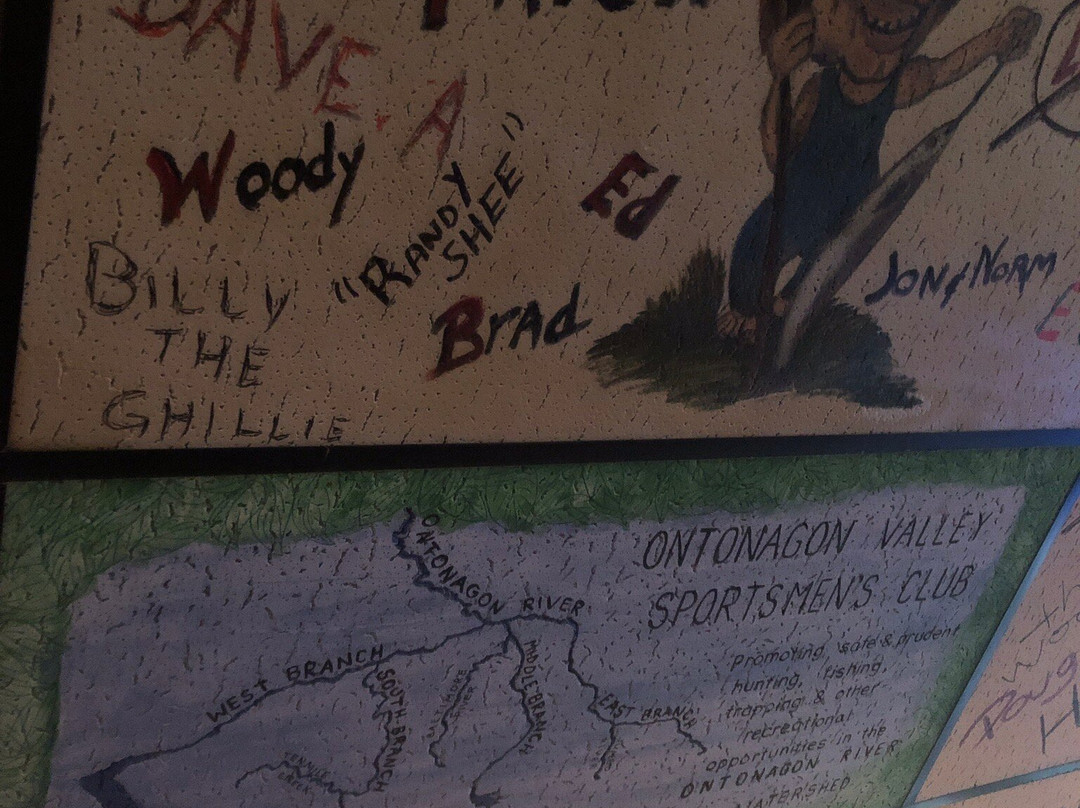 DAVE. A
Woody
"RANDY
SHEE"
Ed
BILLY
THE
GHILLIE
Brad
JON & NORM
ONTONAGON VALLEY
SPORTSMEN'S CLUB
Promoting, safe & prudent
hunting, fishing,
trapping & other
recreational
opportunities in the
ONTONAGON RIVER
WATERSHED
ONTONAGON RIVER
WEST BRANCH
SOUTH BRANCH
MIDDLE BRANCH
EAST BRANCH